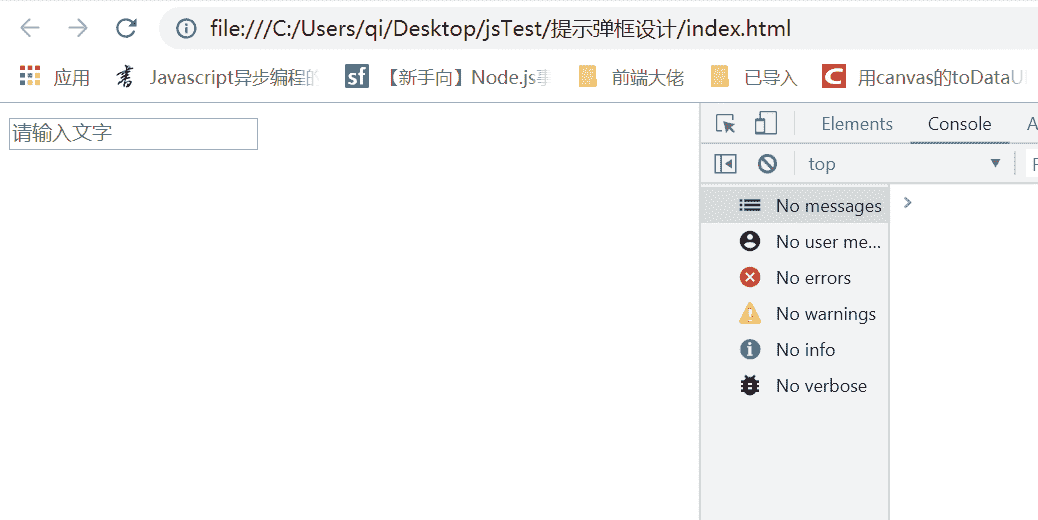 file:///C:/Users/qi/Desktop/jsTest/提示弹框设计/index.html
应用 书 Javascript异步编程的 sf 【新手向】Node.js事 前端大佬 已导入 C 用canvas的toDataU
请输入文字
Elements Console A
top
No messages
No user me...
No errors
No warnings
No info
No verbose